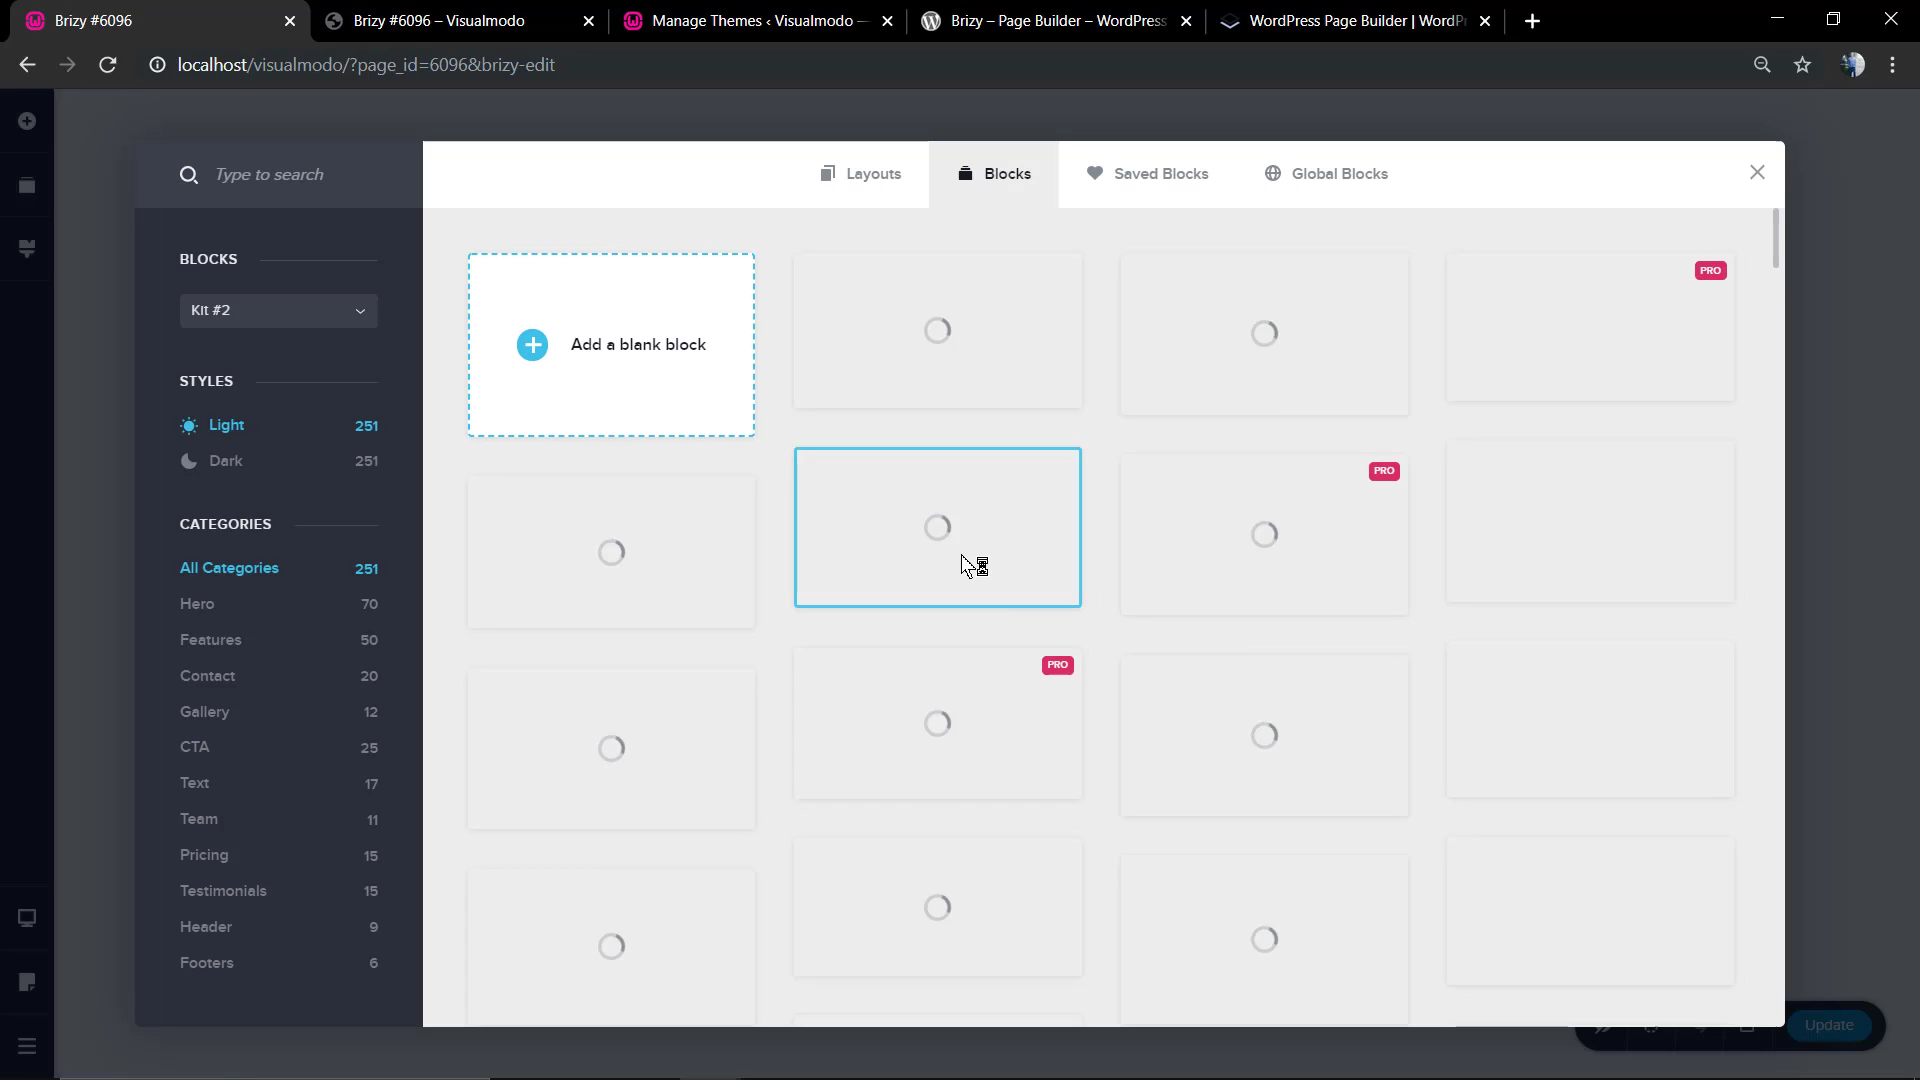 Brizy #6096
Brizy #6096 – Visualmodo
Manage Themes ‹ Visualmodo —
Brizy – Page Builder – WordPress
WordPress Page Builder | WordPr
localhost/visualmodo/?page_id=6096&brizy-edit
Type to search
Layouts
Blocks
Saved Blocks
Global Blocks
BLOCKS
Kit #2
STYLES
Light 251
Dark 251
CATEGORIES
All Categories 251
Hero 70
Features 50
Contact 20
Gallery 12
CTA 25
Text 17
Team 11
Pricing 15
Testimonials 15
Header 9
Footers 6
Add a blank block
PRO
PRO
PRO
Update